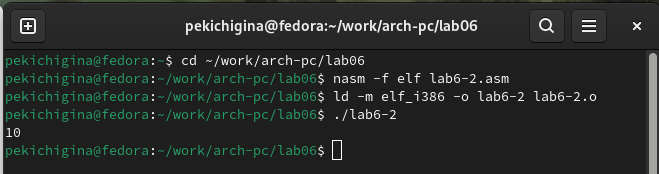 pekichigina@fedora:~/work/arch-pc/lab06
pekichigina@fedora:~$ cd ~/work/arch-pc/lab06
pekichigina@fedora:~/work/arch-pc/lab06$ nasm -f elf lab6-2.asm
pekichigina@fedora:~/work/arch-pc/lab06$ ld -m elf_i386 -o lab6-2 lab6-2.o
pekichigina@fedora:~/work/arch-pc/lab06$ ./lab6-2
10
pekichigina@fedora:~/work/arch-pc/lab06$